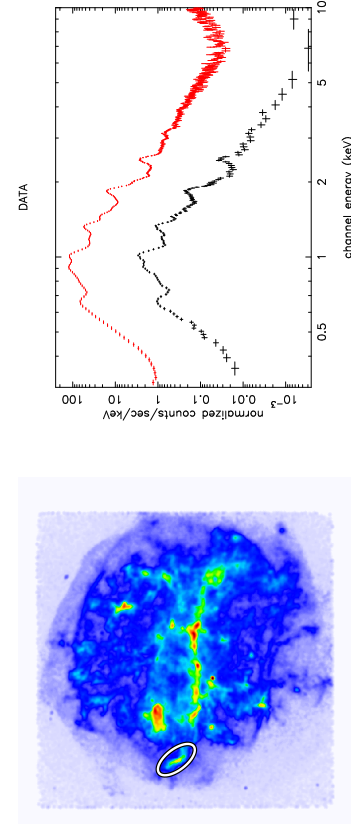 DATA
normalized counts/sec/keV
100 10 1 0.1 0.01 10⁻³
0.5 1 2 5 10
channel energy (keV)